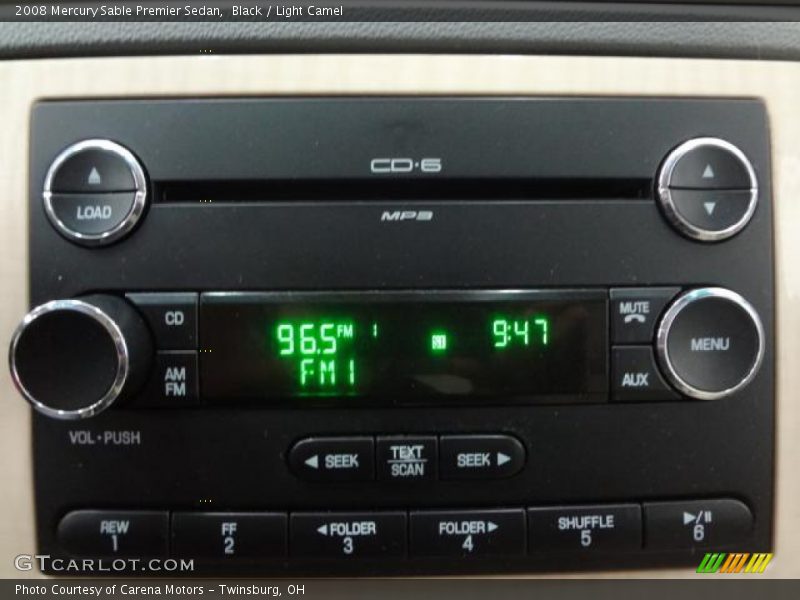 2008 Mercury Sable Premier Sedan, Black / Light Camel
CD·6
LOAD
MP3
CD
96.5 FM 1 9:47
MUTE
MENU
AM
FM
FM1
AUX
VOL·PUSH
SEEK
TEXT
SCAN
SEEK
REW
1
FF
2
FOLDER
3
FOLDER
4
SHUFFLE
5
6
GTCARLOT.COM
Photo Courtesy of Carena Motors - Twinsburg, OH